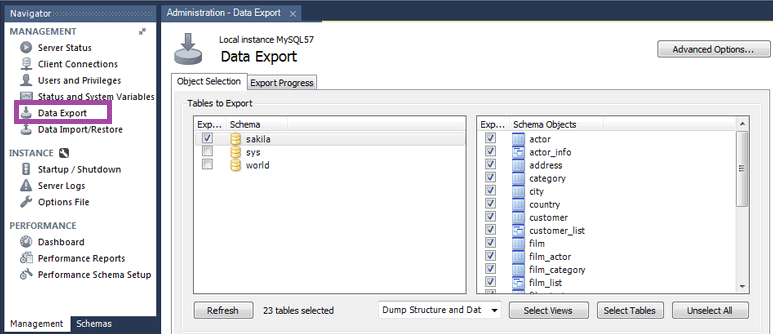 Navigator
MANAGEMENT
Server Status
Client Connections
Users and Privileges
Status and System Variables
Data Export
Data Import/Restore
INSTANCE
Startup / Shutdown
Server Logs
Options File
PERFORMANCE
Dashboard
Performance Reports
Performance Schema Setup
Management Schemas
Administration - Data Export
Local instance MySQL57
Data Export
Advanced Options...
Object Selection Export Progress
Tables to Export
Exp... Schema
sakila
sys
world
Exp... Schema Objects
actor
actor_info
address
category
city
country
customer
customer_list
film
film_actor
film_category
film_list
Refresh 23 tables selected Dump Structure and Dat Select Views Select Tables Unselect All